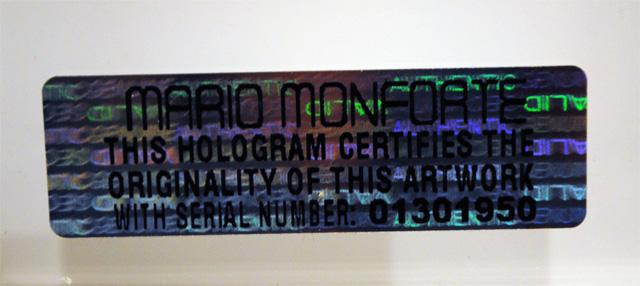 MARIO MONFORTE
THIS HOLOGRAM CERTIFIES THE
ORIGINALITY OF THIS ARTWORK
WITH SERIAL NUMBER: 01301950